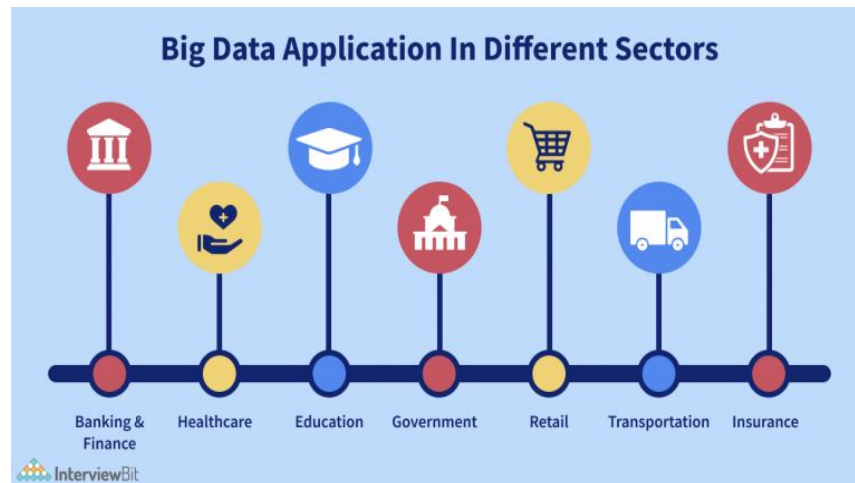 Big Data Application In Different Sectors
Banking &
Finance
Healthcare
Education
Government
Retail
Transportation
Insurance
InterviewBit